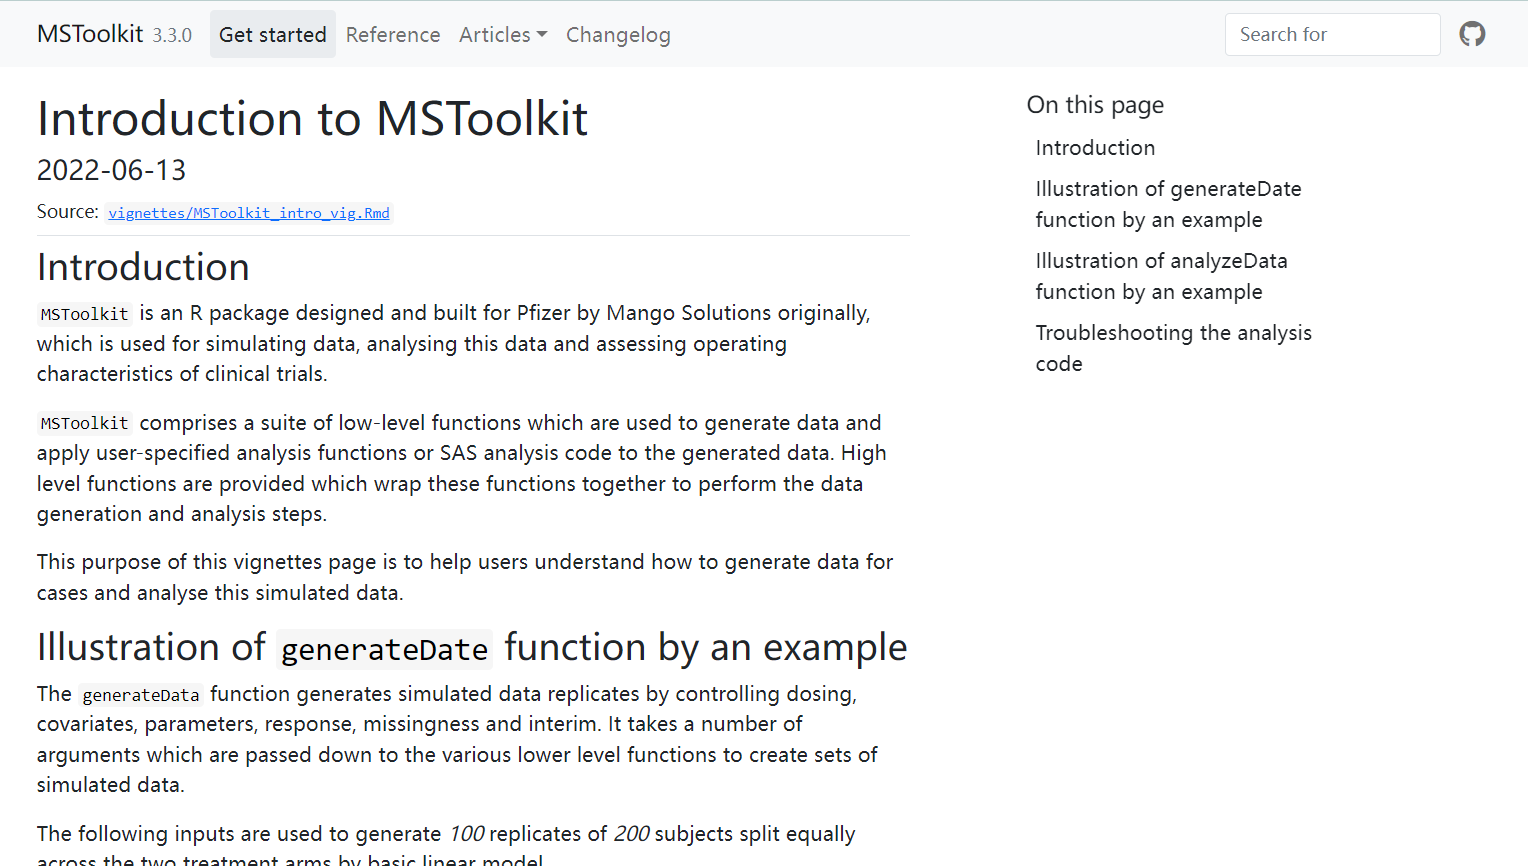 MSToolkit 3.3.0 Get started Reference Articles Changelog Search for
Introduction to MSToolkit
2022-06-13
Source: vignettes/MSToolkit_intro_vig.Rmd
Introduction
MSToolkit is an R package designed and built for Pfizer by Mango Solutions originally,
which is used for simulating data, analysing this data and assessing operating
characteristics of clinical trials.
MSToolkit comprises a suite of low-level functions which are used to generate data and
apply user-specified analysis functions or SAS analysis code to the generated data. High
level functions are provided which wrap these functions together to perform the data
generation and analysis steps.
This purpose of this vignettes page is to help users understand how to generate data for
cases and analyse this simulated data.
Illustration of generateDate function by an example
The generateData function generates simulated data replicates by controlling dosing,
covariates, parameters, response, missingness and interim. It takes a number of
arguments which are passed down to the various lower level functions to create sets of
simulated data.
The following inputs are used to generate 100 replicates of 200 subjects split equally
across the two treatment arms by basic linear model
On this page
Introduction
Illustration of generateDate
function by an example
Illustration of analyzeData
function by an example
Troubleshooting the analysis
code